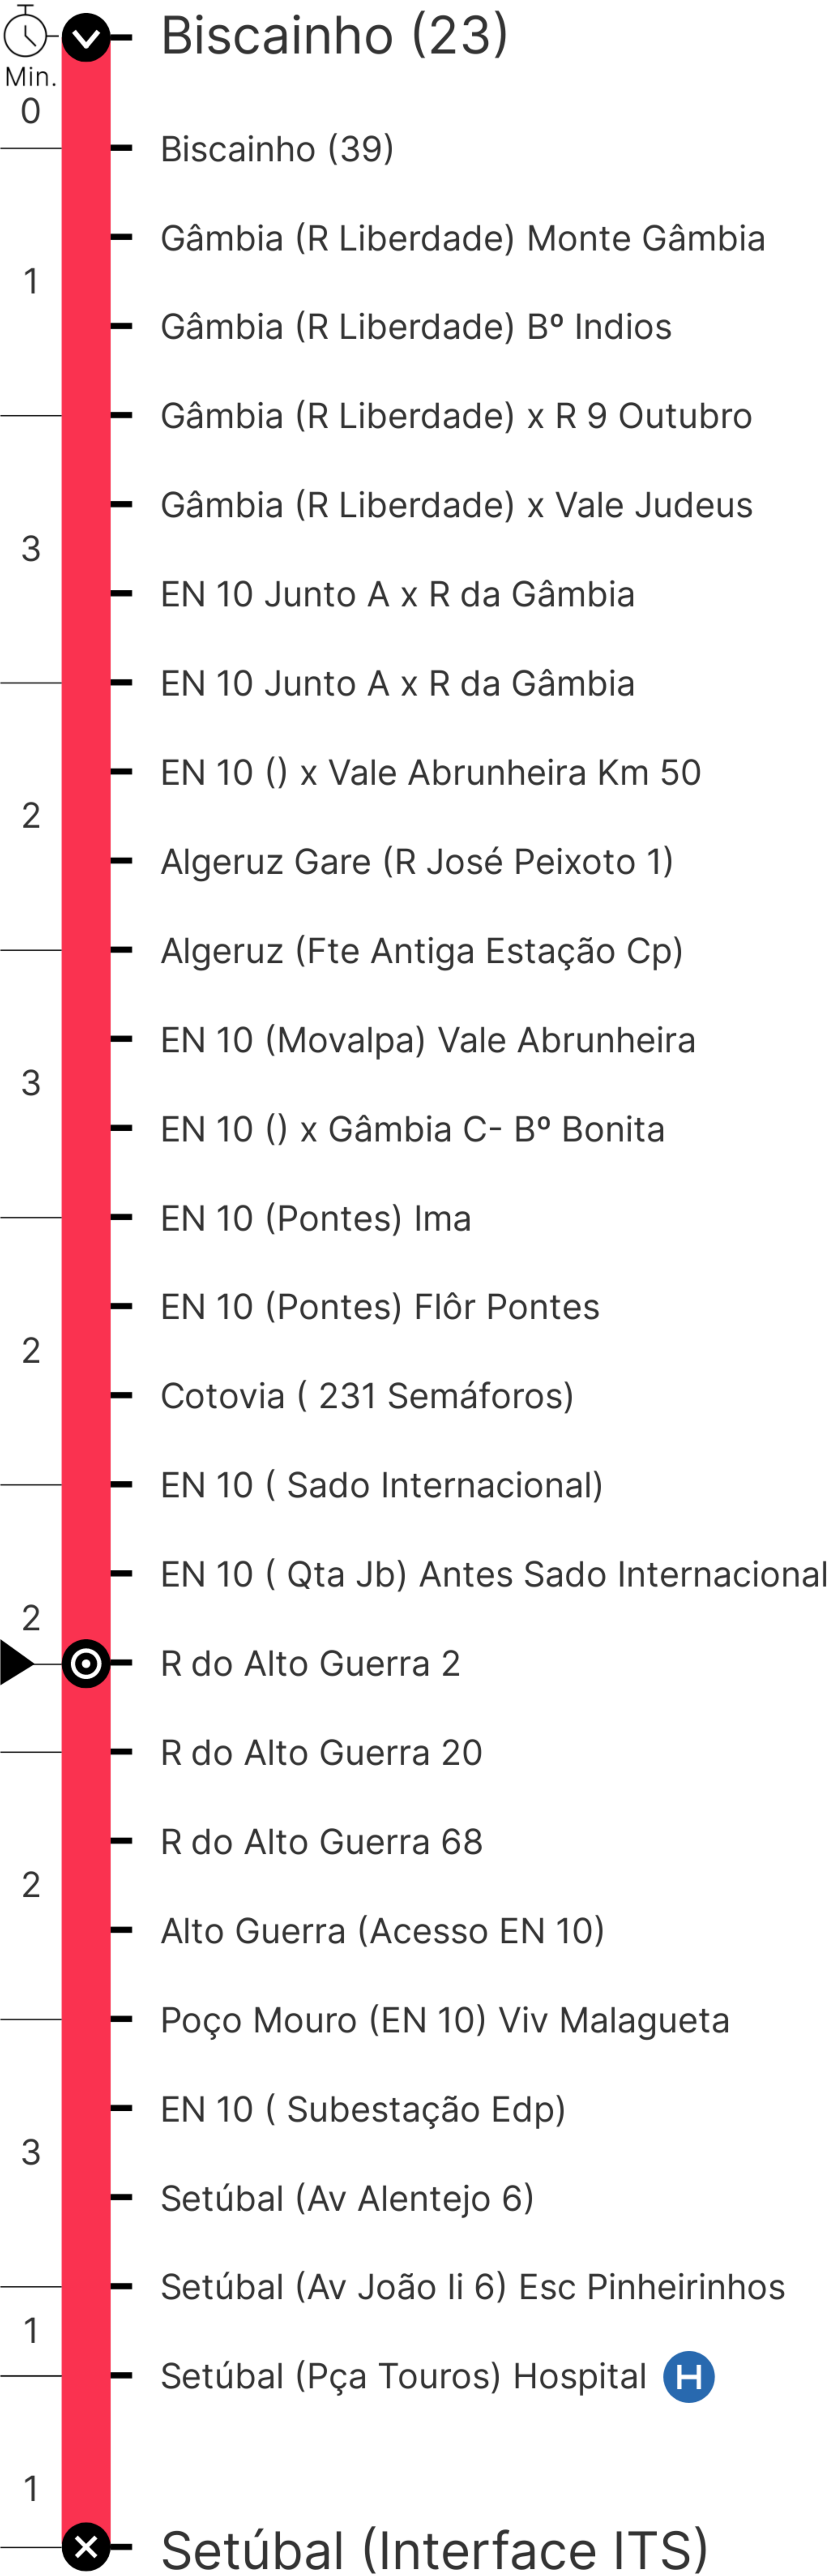 Biscainho (23)
Min.
0
Biscainho (39)
Gâmbia (R Liberdade) Monte Gâmbia
1
Gâmbia (R Liberdade) Bº Indios
Gâmbia (R Liberdade) x R 9 Outubro
Gâmbia (R Liberdade) x Vale Judeus
3
EN 10 Junto A x R da Gâmbia
EN 10 Junto A x R da Gâmbia
EN 10 () x Vale Abrunheira Km 50
2
Algeruz Gare (R José Peixoto 1)
Algeruz (Fte Antiga Estação Cp)
EN 10 (Movalpa) Vale Abrunheira
3
EN 10 () x Gâmbia C- Bº Bonita
EN 10 (Pontes) Ima
EN 10 (Pontes) Flôr Pontes
2
Cotovia ( 231 Semáforos)
EN 10 ( Sado Internacional)
EN 10 ( Qta Jb) Antes Sado Internacional
2
R do Alto Guerra 2
R do Alto Guerra 20
R do Alto Guerra 68
2
Alto Guerra (Acesso EN 10)
Poço Mouro (EN 10) Viv Malagueta
EN 10 ( Subestação Edp)
3
Setúbal (Av Alentejo 6)
Setúbal (Av João Ii 6) Esc Pinheirinhos
1
Setúbal (Pça Touros) Hospital H
1
Setúbal (Interface ITS)